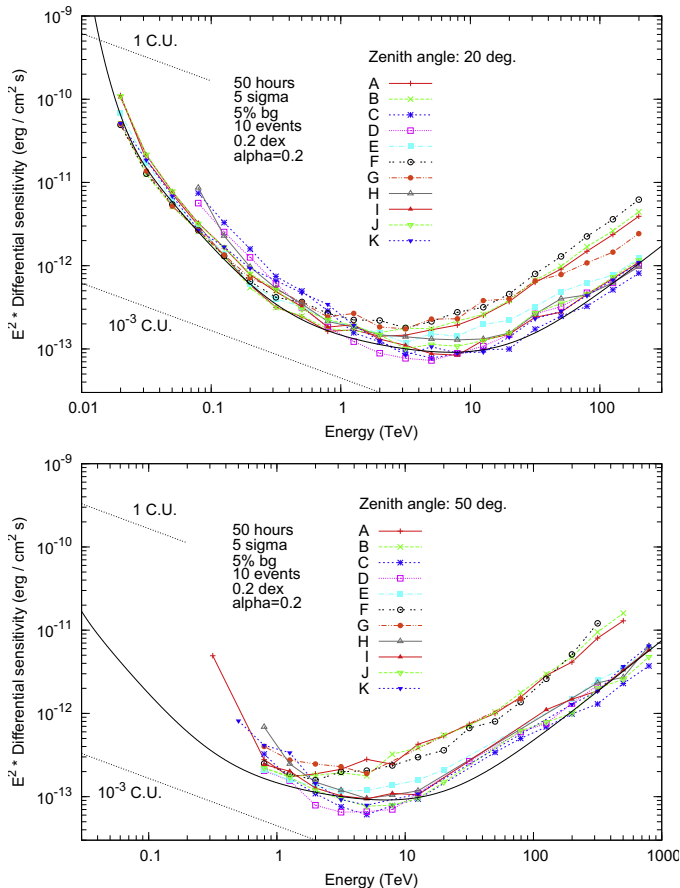 10^-9
1 C.U.
Zenith angle: 20 deg.
50 hours
5 sigma
5% bg
10 events
0.2 dex
alpha=0.2
A
B
C
D
E
F
G
H
I
J
K
10^-10
10^-11
10^-12
10^-13
10^-3 C.U.
E^2 * Differential sensitivity (erg / cm^2 s)
0.01
0.1
1
10
100
Energy (TeV)
10^-9
1 C.U.
Zenith angle: 50 deg.
50 hours
5 sigma
5% bg
10 events
0.2 dex
alpha=0.2
A
B
C
D
E
F
G
H
I
J
K
10^-10
10^-11
10^-12
10^-13
10^-3 C.U.
E^2 * Differential sensitivity (erg / cm^2 s)
0.1
1
10
100
1000
Energy (TeV)